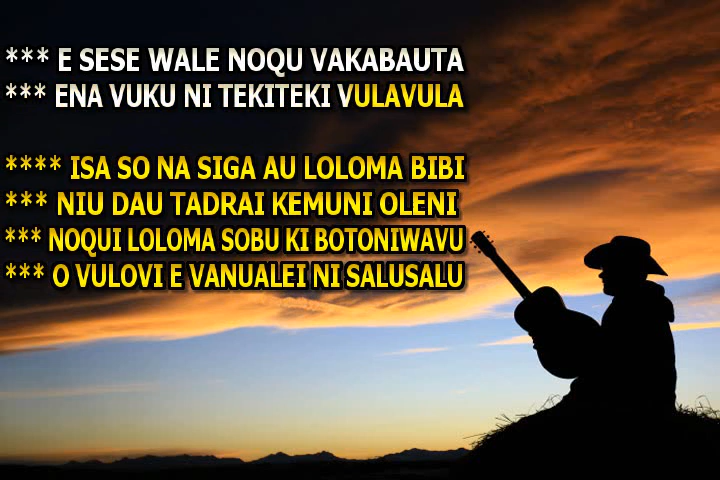 *** E SESE WALE NOQU VAKABAUTA
*** ENA VUKU NI TEKITEKI VULAVULA
**** ISA SO NA SIGA AU LOLOMA BIBI
*** NIU DAU TADRAI KEMUNI OLENI
*** NOQUI LOLOMA SOBU KI BOTONIWAVU
*** O VULOVI E VANUALEI NI SALUSALU